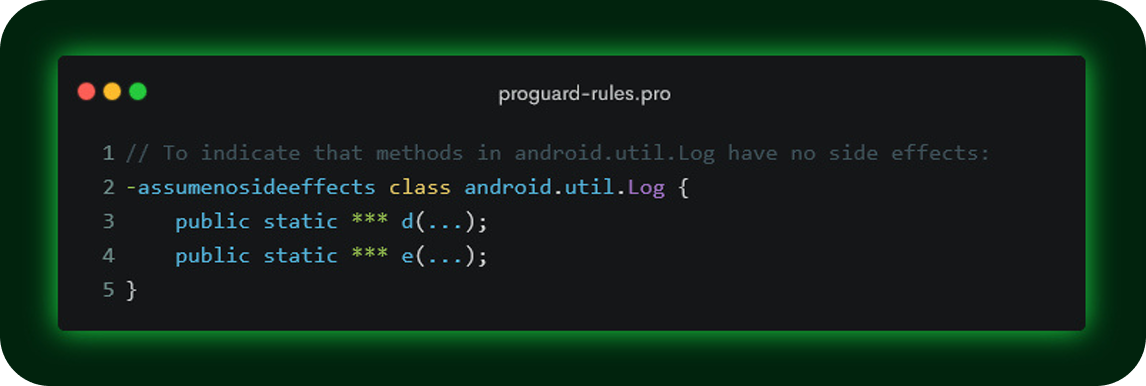 proguard-rules.pro
1 // To indicate that methods in android.util.Log have no side effects:
2 -assumenosideeffects class android.util.Log {
3     public static *** d(...);
4     public static *** e(...);
5 }